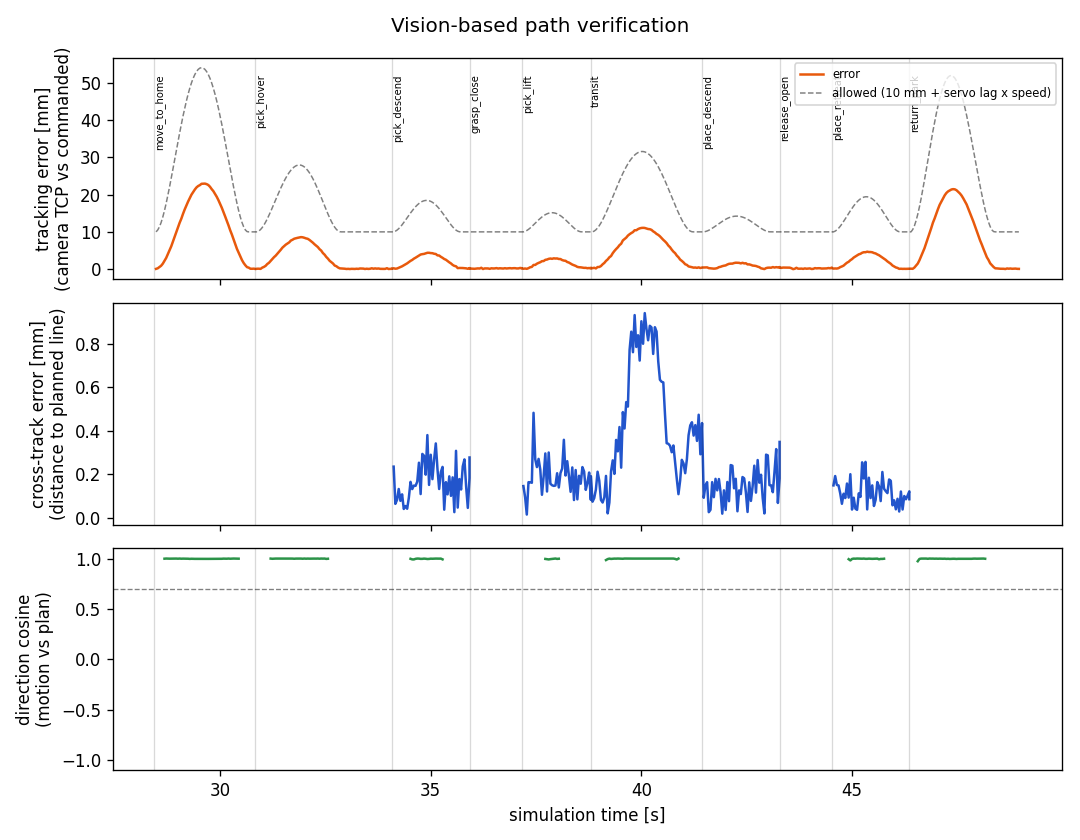 Vision-based path verification
tracking error [mm]
(camera TCP vs commanded)
50
40
30
20
10
0
move_to_home
pick_hover
pick_descend
grasp_close
pick_lift
transit
place_descend
release_open
error
allowed (10 mm + servo lag x speed)
cross-track error [mm]
(distance to planned line)
0.8
0.6
0.4
0.2
0.0
direction cosine
(motion vs plan)
1.0
0.5
0.0
−0.5
−1.0
30
35
40
45
simulation time [s]